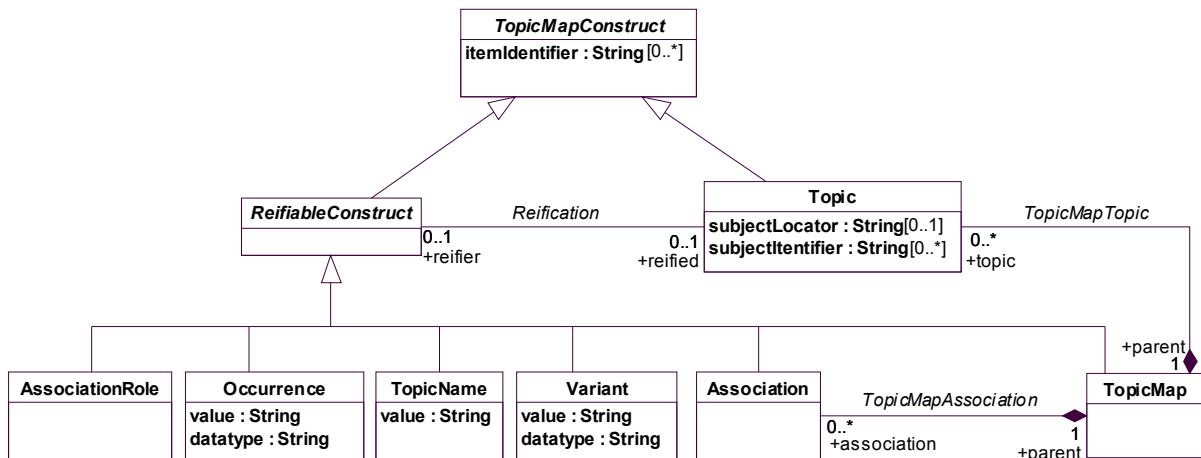 TopicMapConstruct
itemIdentifier : String[0..*]
ReifiableConstruct
Reification
0..1
+reifier
0..1
+reified
Topic
subjectLocator : String[0..1]
subjectItentifier : String[0..*]
TopicMapTopic
0..*
+topic
+parent
1
AssociationRole
Occurrence
value : String
datatype : String
TopicName
value : String
Variant
value : String
datatype : String
Association
TopicMapAssociation
0..*
+association
1
+parent
TopicMap